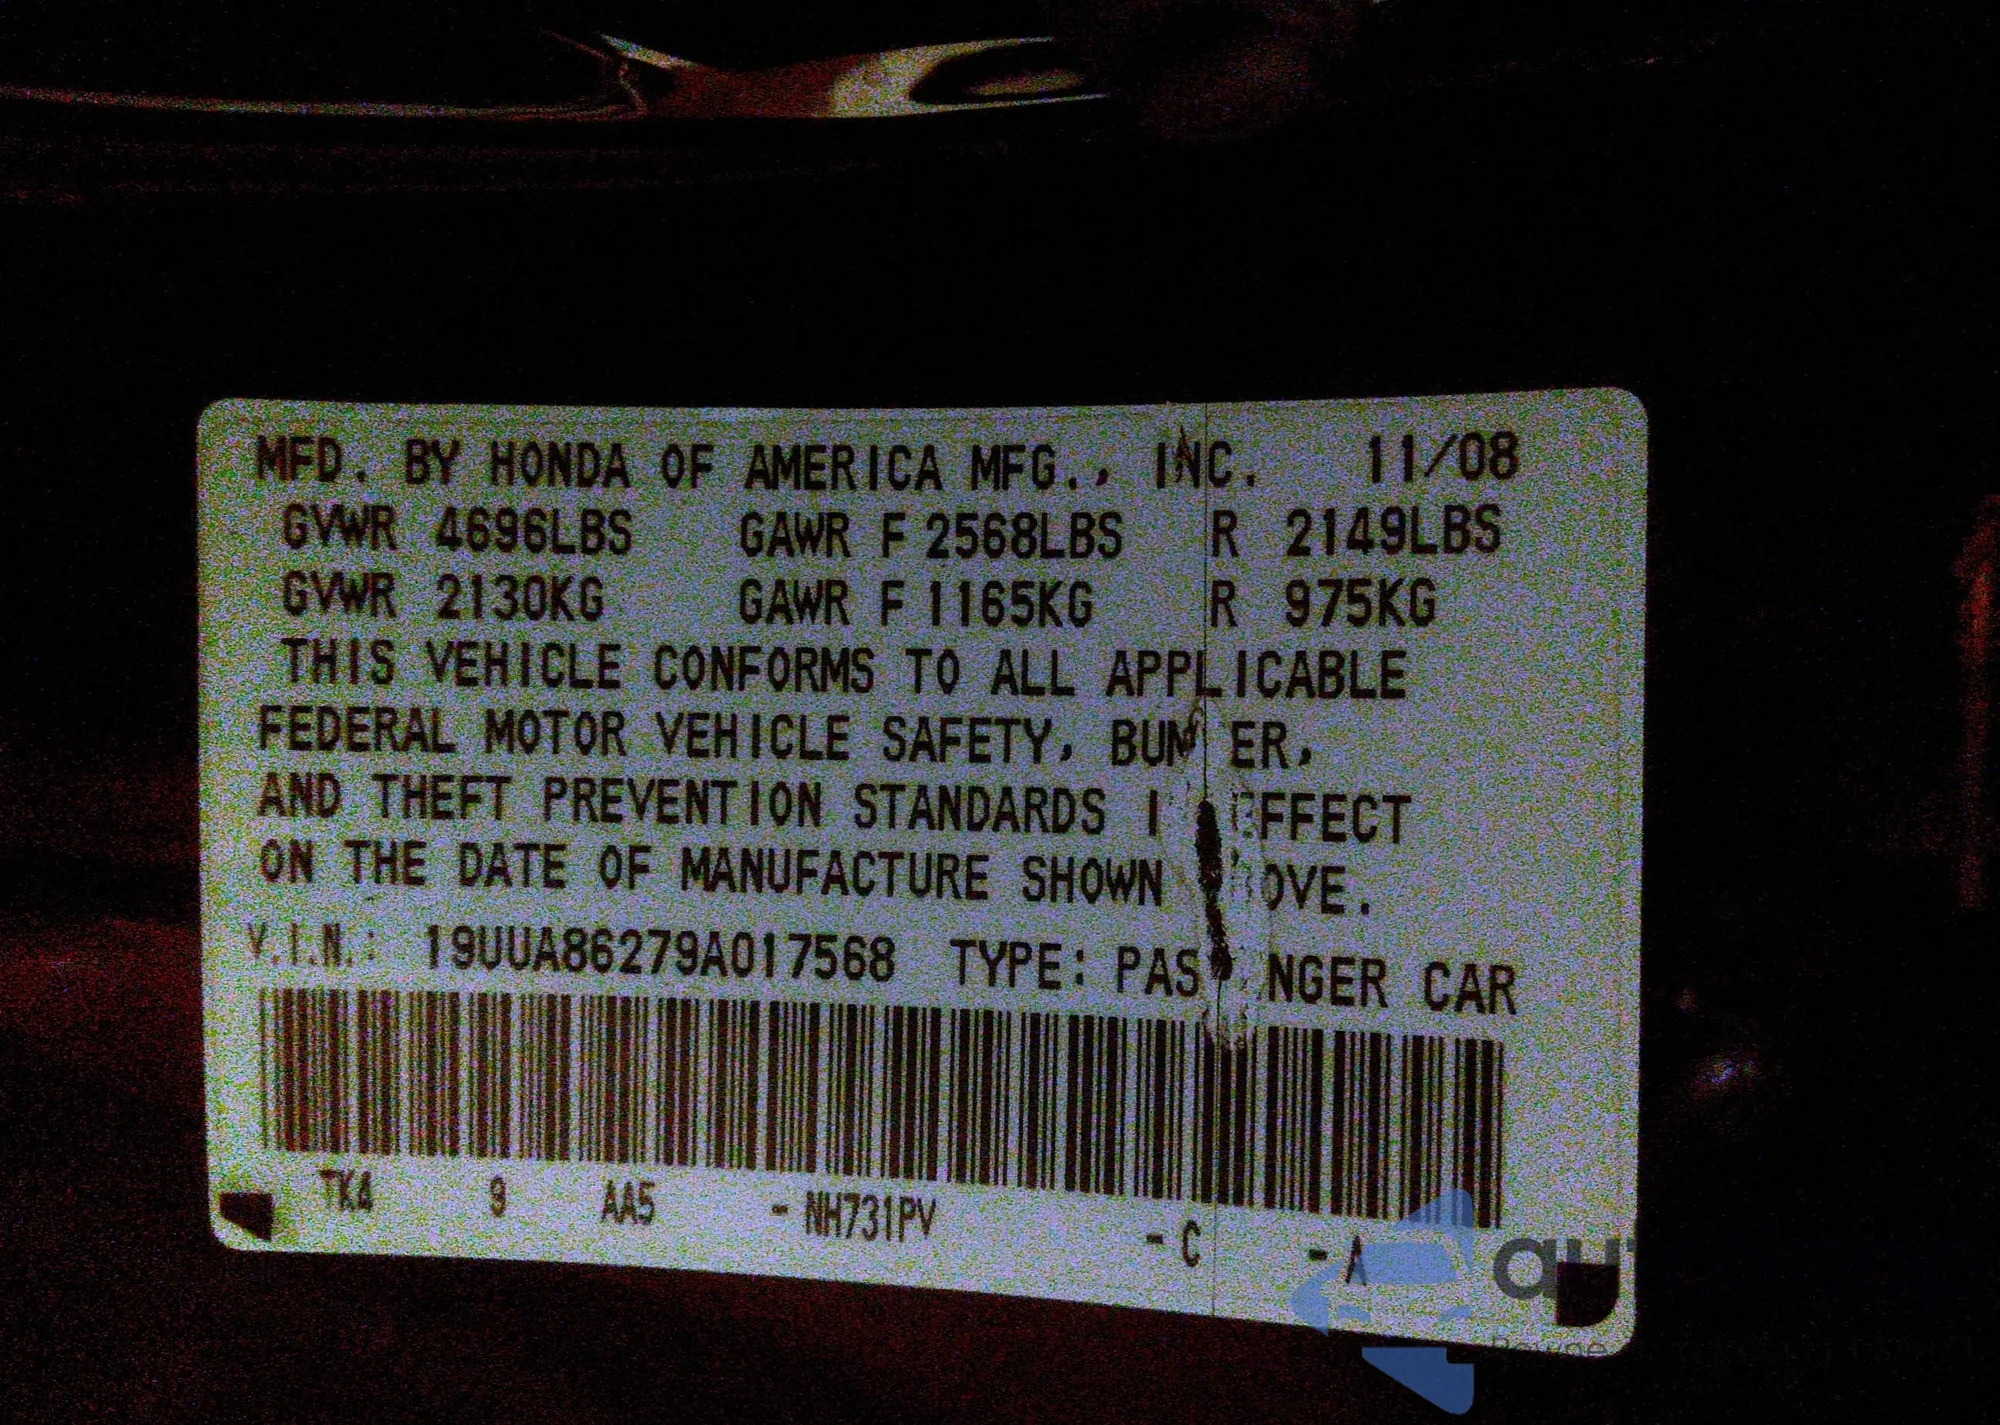 MFD. BY HONDA OF AMERICA MFG., INC. 11/08
GVWR 4696LBS GAWR F 2568LBS R 2149LBS
GVWR 2130KG GAWR F 1165KG R 975KG
THIS VEHICLE CONFORMS TO ALL APPLICABLE
FEDERAL MOTOR VEHICLE SAFETY, BUM ER,
AND THEFT PREVENTION STANDARDS I EFFECT
ON THE DATE OF MANUFACTURE SHOWN OVE.
V.I.N.: 19UUA86279A017568 TYPE: PAS NGER CAR
TK4 9 AA5 - NH731PV - C - A